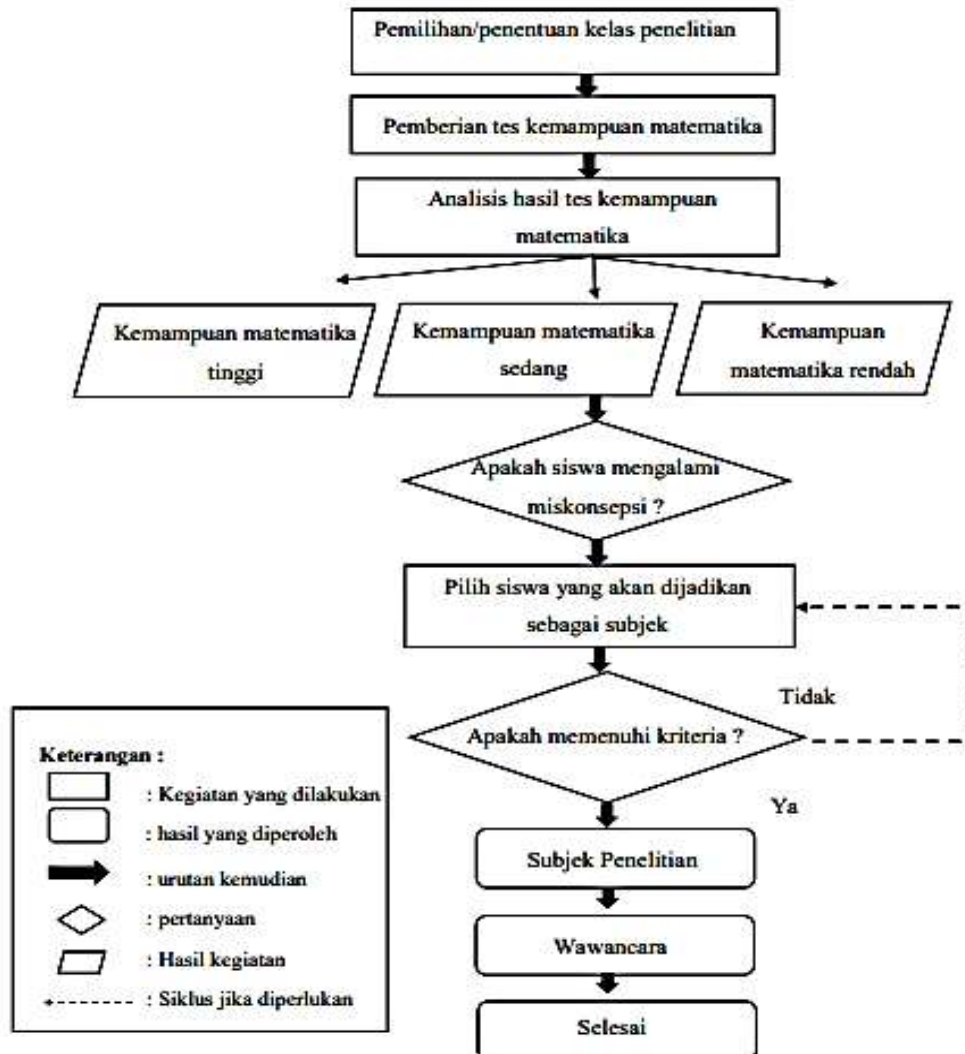 Pemilihan/penentuan kelas penelitian
Pemberian tes kemampuan matematika
Analisis hasil tes kemampuan
matematika
Kemampuan matematika
tinggi
Kemampuan matematika
sedang
Kemampuan
matematika rendah
Apakah siswa mengalami
miskonsepsi ?
Pilih siswa yang akan dijadikan
sebagai subjek
Tidak
Apakah memenuhi kriteria ?
Ya
Subjek Penelitian
Wawancara
Selesai
Keterangan :
: Kegiatan yang dilakukan
: hasil yang diperoleh
: urutan kemudian
: pertanyaan
: Hasil kegiatan
: Siklus jika diperlukan